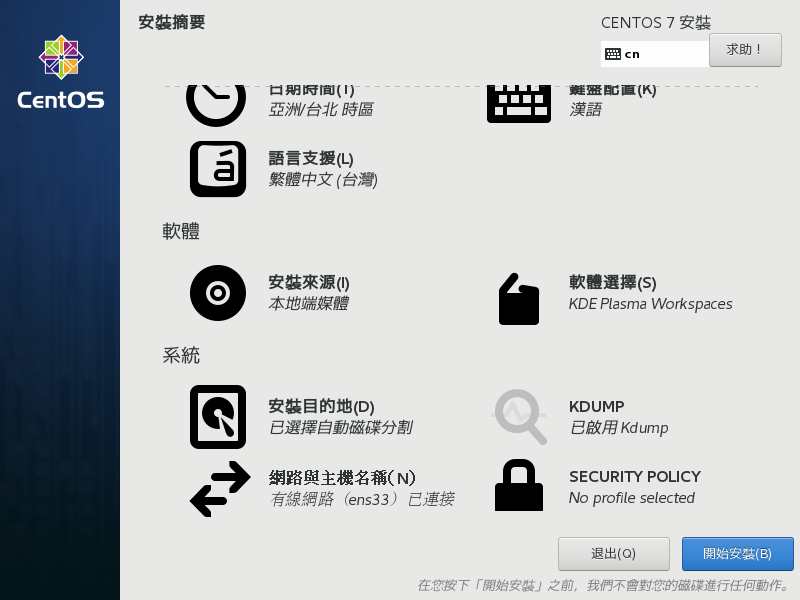 安裝摘要
CENTOS 7 安裝
cn
求助！
CentOS
日期時間(T)
亞洲/台北 時區
鍵盤配置(K)
漢語
語言支援(L)
繁體中文 (台灣)
軟體
安裝來源(I)
本地端媒體
軟體選擇(S)
KDE Plasma Workspaces
系統
安裝目的地(D)
已選擇自動磁碟分割
KDUMP
已啟用 Kdump
網路與主機名稱(N)
有線網路（ens33）已連接
SECURITY POLICY
No profile selected
退出(Q)
開始安裝(B)
在您按下「開始安裝」之前，我們不會對您的磁碟進行任何動作。